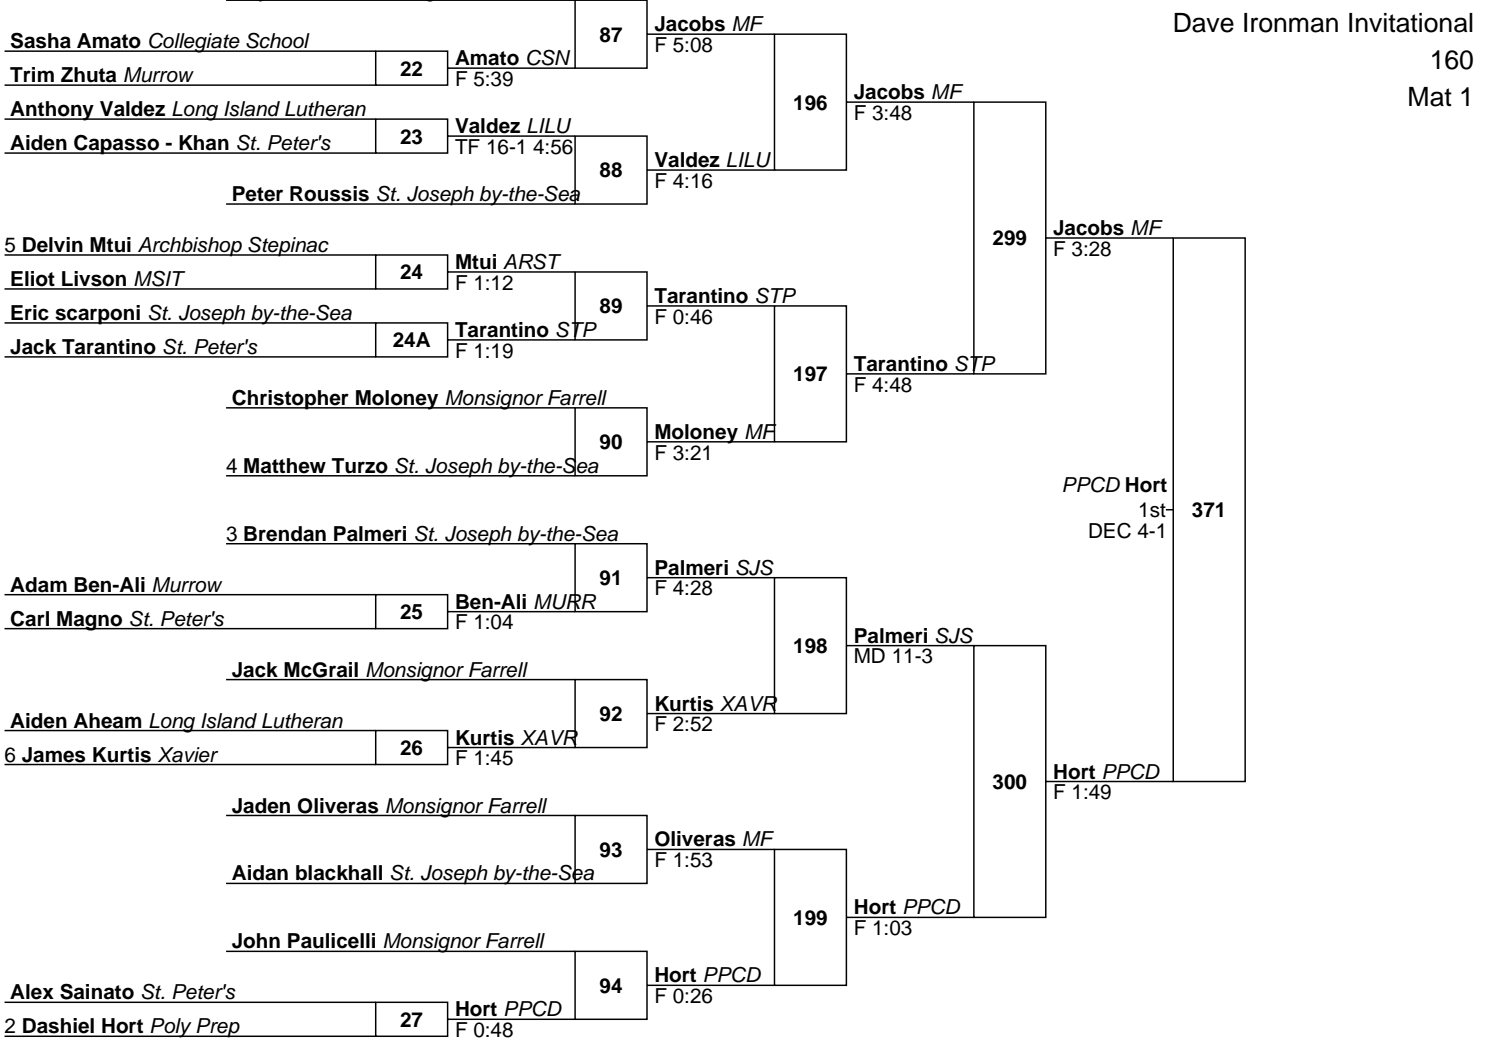 Dave Ironman Invitational
160
Mat 1
87
Jacobs MF
F 5:08
Sasha Amato Collegiate School
Trim Zhuta Murrow
22
Amato CSN
F 5:39
Anthony Valdez Long Island Lutheran
Aiden Capasso - Khan St. Peter's
23
Valdez LILU
TF 16-1 4:56
88
Valdez LILU
F 4:16
Peter Roussis St. Joseph by-the-Sea
196
Jacobs MF
F 3:48
5 Delvin Mtui Archbishop Stepinac
Eliot Livson MSIT
24
Mtui ARST
F 1:12
Eric scarponi St. Joseph by-the-Sea
Jack Tarantino St. Peter's
24A
Tarantino STP
F 1:19
89
Tarantino STP
F 0:46
Christopher Moloney Monsignor Farrell
4 Matthew Turzo St. Joseph by-the-Sea
90
Moloney MF
F 3:21
197
Tarantino STP
F 4:48
299
Jacobs MF
F 3:28
3 Brendan Palmeri St. Joseph by-the-Sea
Adam Ben-Ali Murrow
Carl Magno St. Peter's
25
Ben-Ali MURR
F 1:04
91
Palmeri SJS
F 4:28
Jack McGrail Monsignor Farrell
Aiden Aheam Long Island Lutheran
6 James Kurtis Xavier
26
Kurtis XAVR
F 1:45
92
Kurtis XAVR
F 2:52
198
Palmeri SJS
MD 11-3
Jaden Oliveras Monsignor Farrell
Aidan blackhall St. Joseph by-the-Sea
93
Oliveras MF
F 1:53
John Paulicelli Monsignor Farrell
Alex Sainato St. Peter's
2 Dashiel Hort Poly Prep
27
Hort PPCD
F 0:48
94
Hort PPCD
F 0:26
199
Hort PPCD
F 1:03
300
Hort PPCD
F 1:49
PPCD Hort
1st
DEC 4-1
371